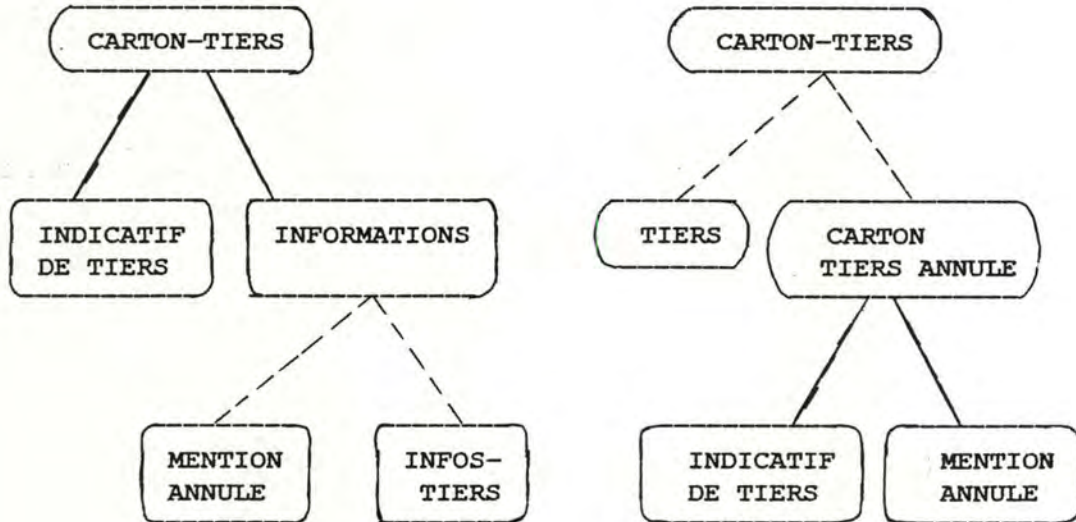 CARTON-TIERS
INDICATIF
DE TIERS
INFORMATIONS
MENTION
ANNULE
INFOS-
TIERS
CARTON-TIERS
TIERS
CARTON
TIERS ANNULE
INDICATIF
DE TIERS
MENTION
ANNULE